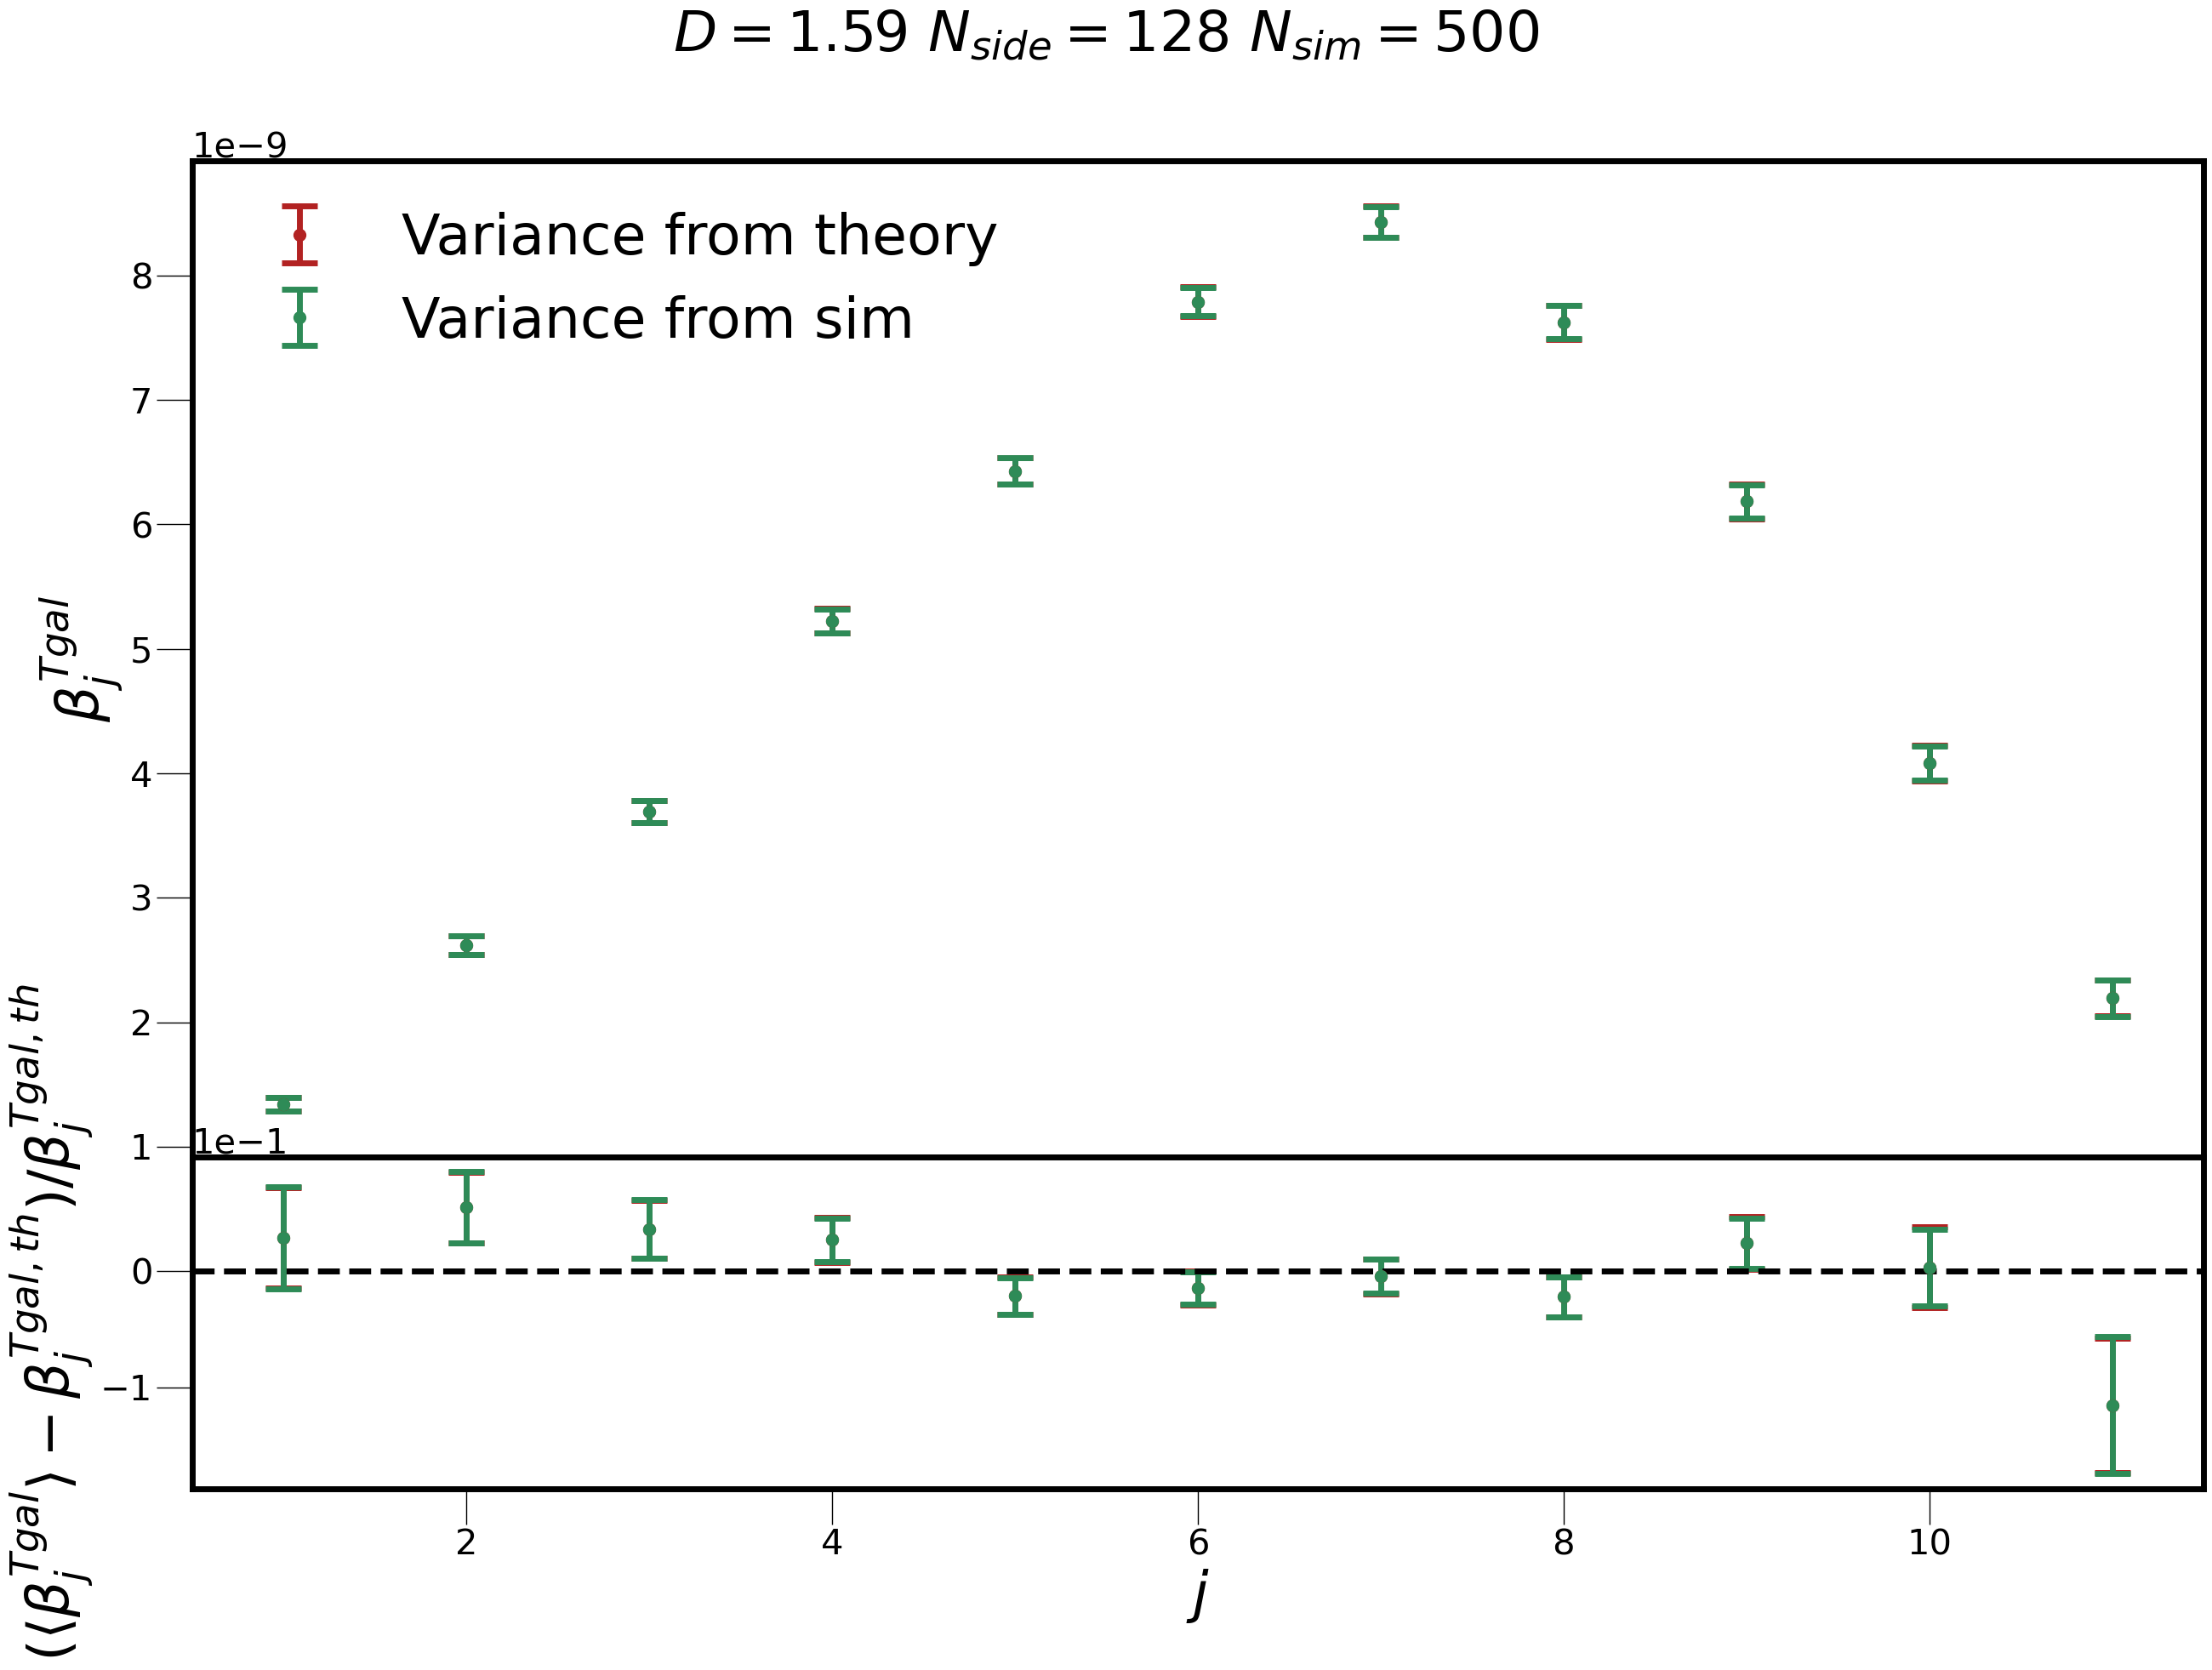 D = 1.59 N_side = 128 N_sim = 500
1e−9
Variance from theory
Variance from sim
8
7
6
5
4
3
2
1
β_j^{Tgal}
1e−1
0
−1
(⟨β_j^{Tgal}⟩ − β_j^{Tgal, th})/β_j^{Tgal, th}
2 4 6 8 10
j